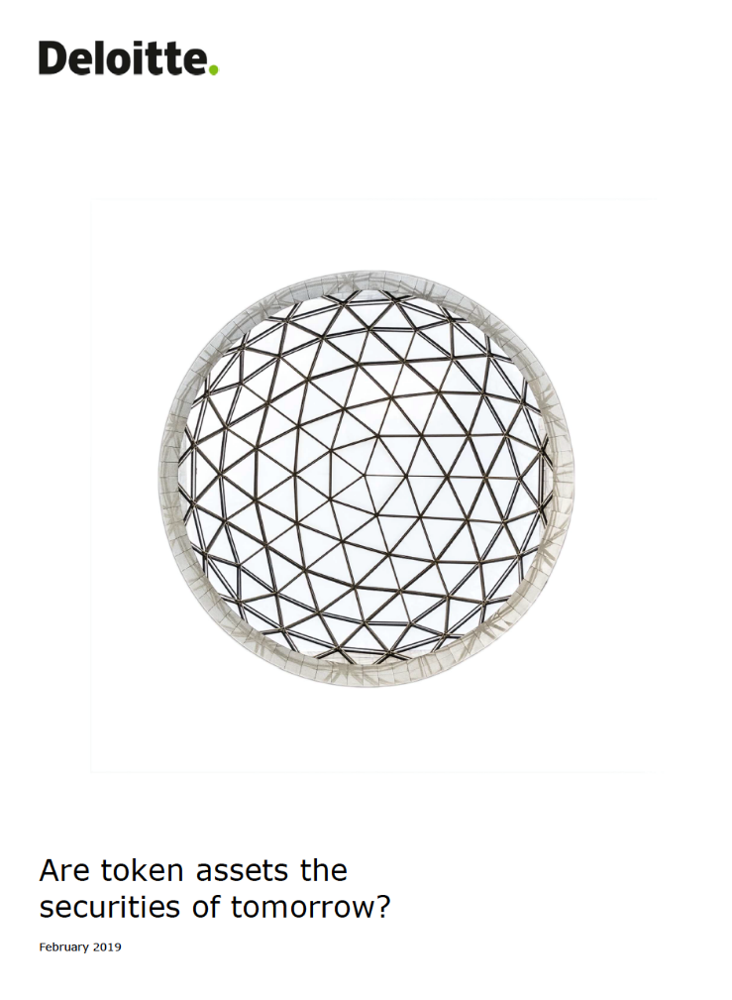 Deloitte.
Are token assets the
securities of tomorrow?
February 2019